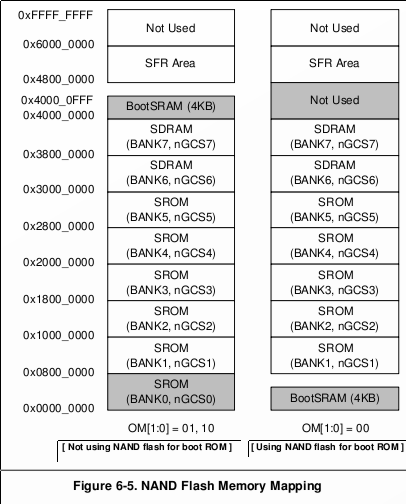 0xFFFF_FFFF
Not Used
Not Used
0x6000_0000
SFR Area
SFR Area
0x4800_0000
0x4000_0FFF
BootSRAM (4KB)
Not Used
0x4000_0000
SDRAM
(BANK7, nGCS7)
SDRAM
(BANK7, nGCS7)
0x3800_0000
SDRAM
(BANK6, nGCS6)
SDRAM
(BANK6, nGCS6)
0x3000_0000
SROM
(BANK5, nGCS5)
SROM
(BANK5, nGCS5)
0x2800_0000
SROM
(BANK4, nGCS4)
SROM
(BANK4, nGCS4)
0x2000_0000
SROM
(BANK3, nGCS3)
SROM
(BANK3, nGCS3)
0x1800_0000
SROM
(BANK2, nGCS2)
SROM
(BANK2, nGCS2)
0x1000_0000
SROM
(BANK1, nGCS1)
SROM
(BANK1, nGCS1)
0x0800_0000
SROM
(BANK0, nGCS0)
BootSRAM (4KB)
0x0000_0000
OM[1:0] = 01, 10
OM[1:0] = 00
[ Not using NAND flash for boot ROM ]
[ Using NAND flash for boot ROM ]
Figure 6-5. NAND Flash Memory Mapping